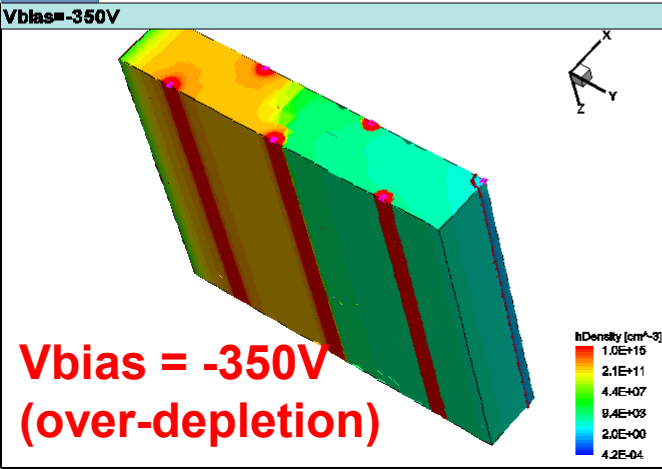 Vbias=-350V
X
Y
Z
Vbias = -350V
(over-depletion)
hDensity [cm^-3]
1.0E+15
2.1E+11
4.4E+07
9.4E+03
2.0E+00
4.2E-04